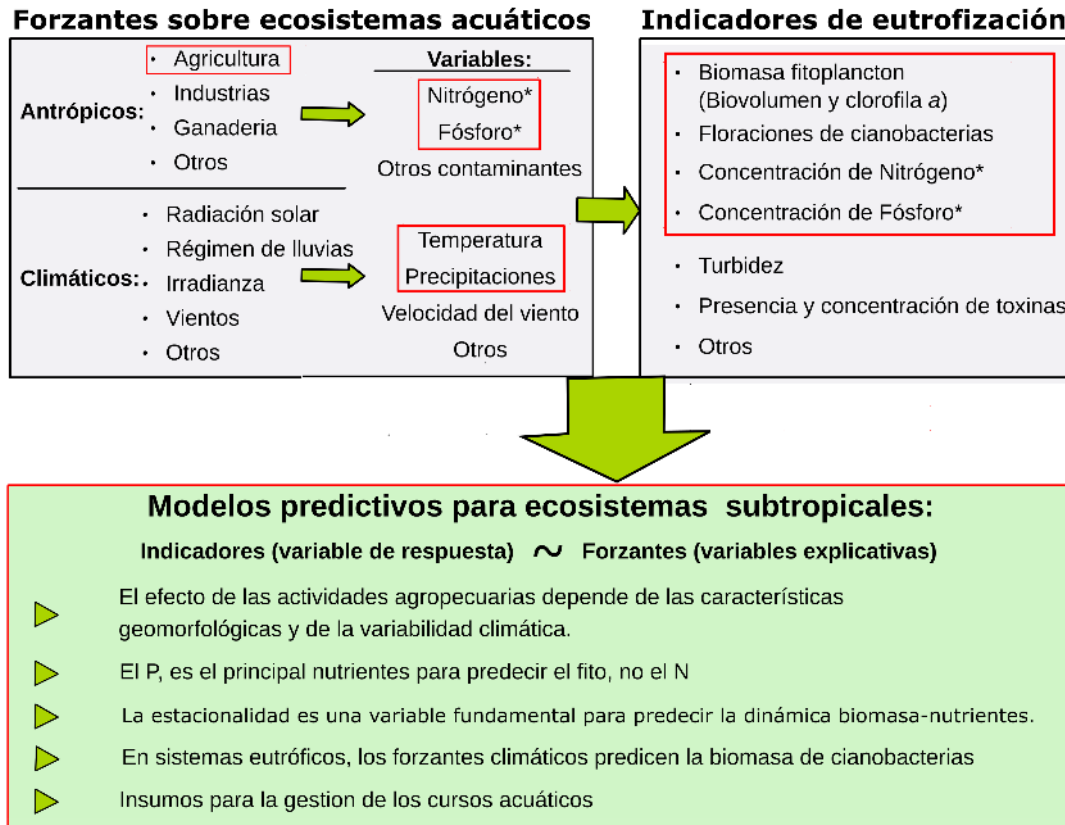 Forzantes sobre ecosistemas acuáticos
Antrópicos:
· Agricultura
· Industrias
· Ganaderia
· Otros
Variables:
Nitrógeno*
Fósforo*
Otros contaminantes
Climáticos:
· Radiación solar
· Régimen de lluvias
· Irradianza
· Vientos
· Otros
Temperatura
Precipitaciones
Velocidad del viento
Otros
Indicadores de eutrofización
· Biomasa fitoplancton
(Biovolumen y clorofila a)
· Floraciones de cianobacterias
· Concentración de Nitrógeno*
· Concentración de Fósforo*
· Turbidez
· Presencia y concentración de toxinas
· Otros
Modelos predictivos para ecosistemas subtropicales:
Indicadores (variable de respuesta) ~ Forzantes (variables explicativas)
El efecto de las actividades agropecuarias depende de las características
geomorfológicas y de la variabilidad climática.
El P, es el principal nutrientes para predecir el fito, no el N
La estacionalidad es una variable fundamental para predecir la dinámica biomasa-nutrientes.
En sistemas eutróficos, los forzantes climáticos predicen la biomasa de cianobacterias
Insumos para la gestion de los cursos acuáticos